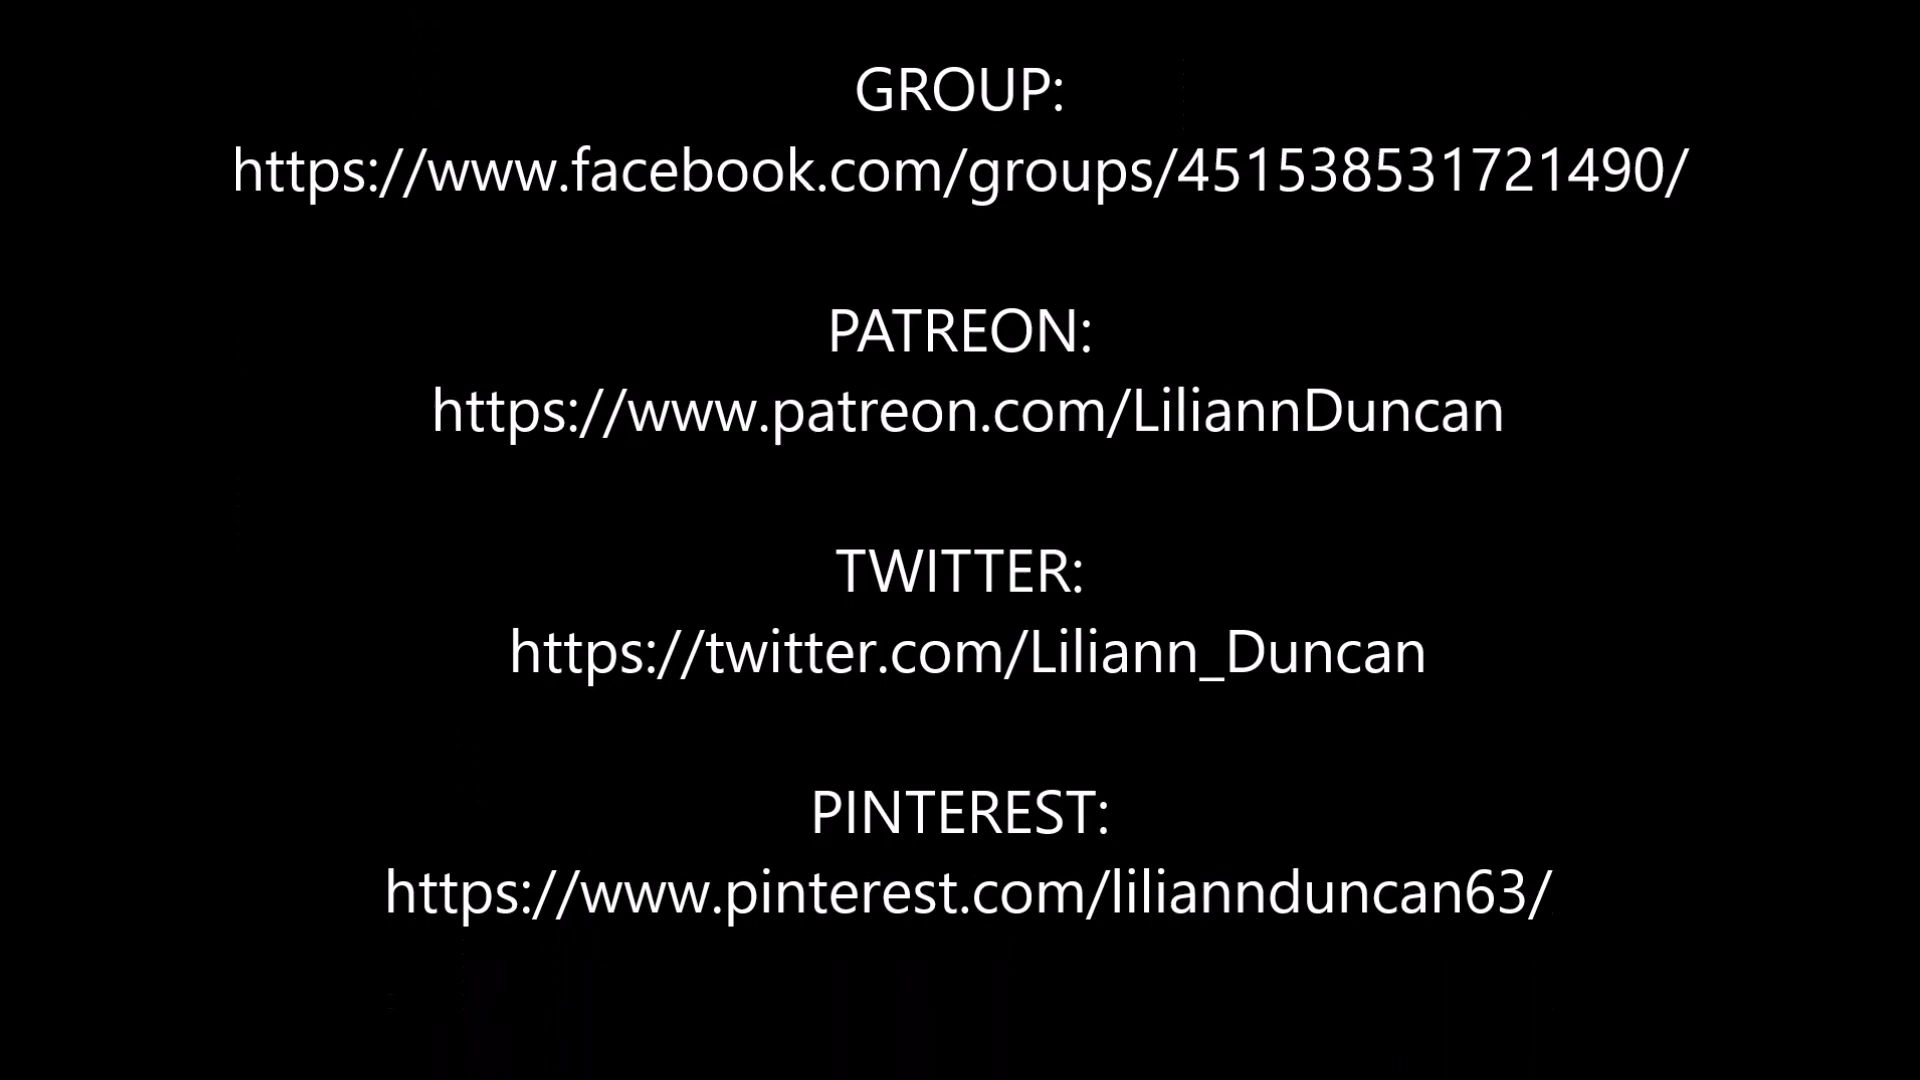 GROUP:
https://www.facebook.com/groups/451538531721490/
PATREON:
https://www.patreon.com/LiliannDuncan
TWITTER:
https://twitter.com/Liliann_Duncan
PINTEREST:
https://www.pinterest.com/liliannduncan63/